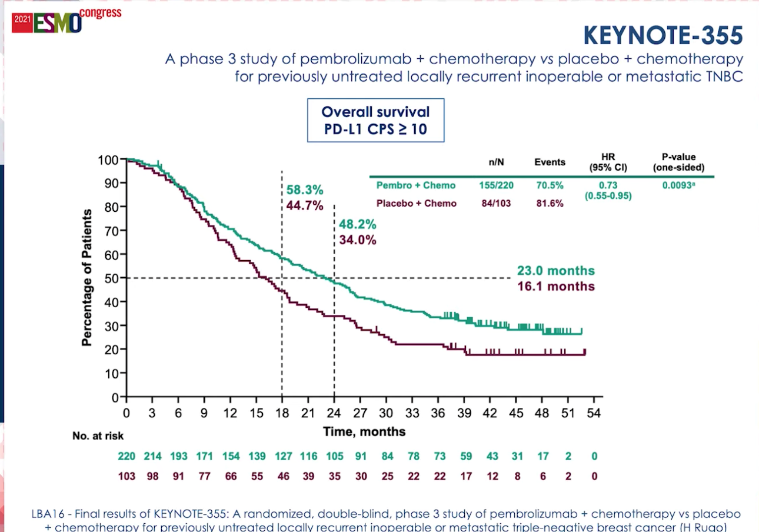 2021 ESMO congress
KEYNOTE-355
A phase 3 study of pembrolizumab + chemotherapy vs placebo + chemotherapy
for previously untreated locally recurrent inoperable or metastatic TNBC
Overall survival
PD-L1 CPS ≥ 10
n/N Events HR (95% CI) P-value (one-sided)
Pembro + Chemo 155/220 70.5% 0.73 (0.55-0.95) 0.0093ª
Placebo + Chemo 84/103 81.6%
58.3%
44.7%
48.2%
34.0%
23.0 months
16.1 months
Percentage of Patients
100
90
80
70
60
50
40
30
20
10
0
0 3 6 9 12 15 18 21 24 27 30 33 36 39 42 45 48 51 54
Time, months
No. at risk
220 214 193 171 154 139 127 116 105 91 84 78 73 59 43 31 17 2 0
103 98 91 77 66 55 46 39 35 30 25 22 22 17 12 8 6 2 0
LBA16 - Final results of KEYNOTE-355: A randomized, double-blind, phase 3 study of pembrolizumab + chemotherapy vs placebo
+ chemotherapy for previously untreated locally recurrent inoperable or metastatic triple-negative breast cancer (H Rugo)